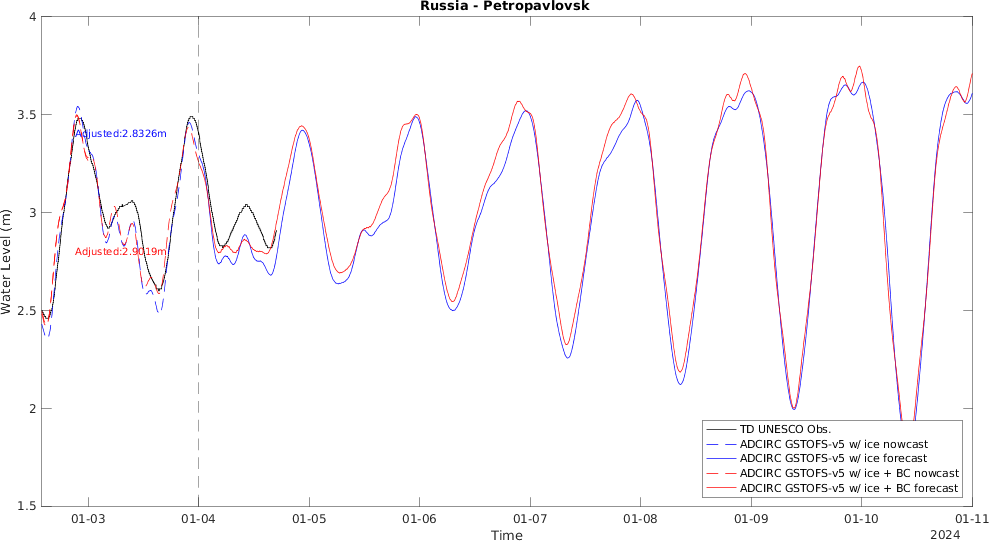 Russia - Petropavlovsk
Water Level (m)
4
3.5
3
2.5
2
1.5
Adjusted:2.8326m
Adjusted:2.9019m
TD UNESCO Obs.
ADCIRC GSTOFS-v5 w/ ice nowcast
ADCIRC GSTOFS-v5 w/ ice forecast
ADCIRC GSTOFS-v5 w/ ice + BC nowcast
ADCIRC GSTOFS-v5 w/ ice + BC forecast
01-03 01-04 01-05 01-06 01-07 01-08 01-09 01-10 01-11
Time
2024